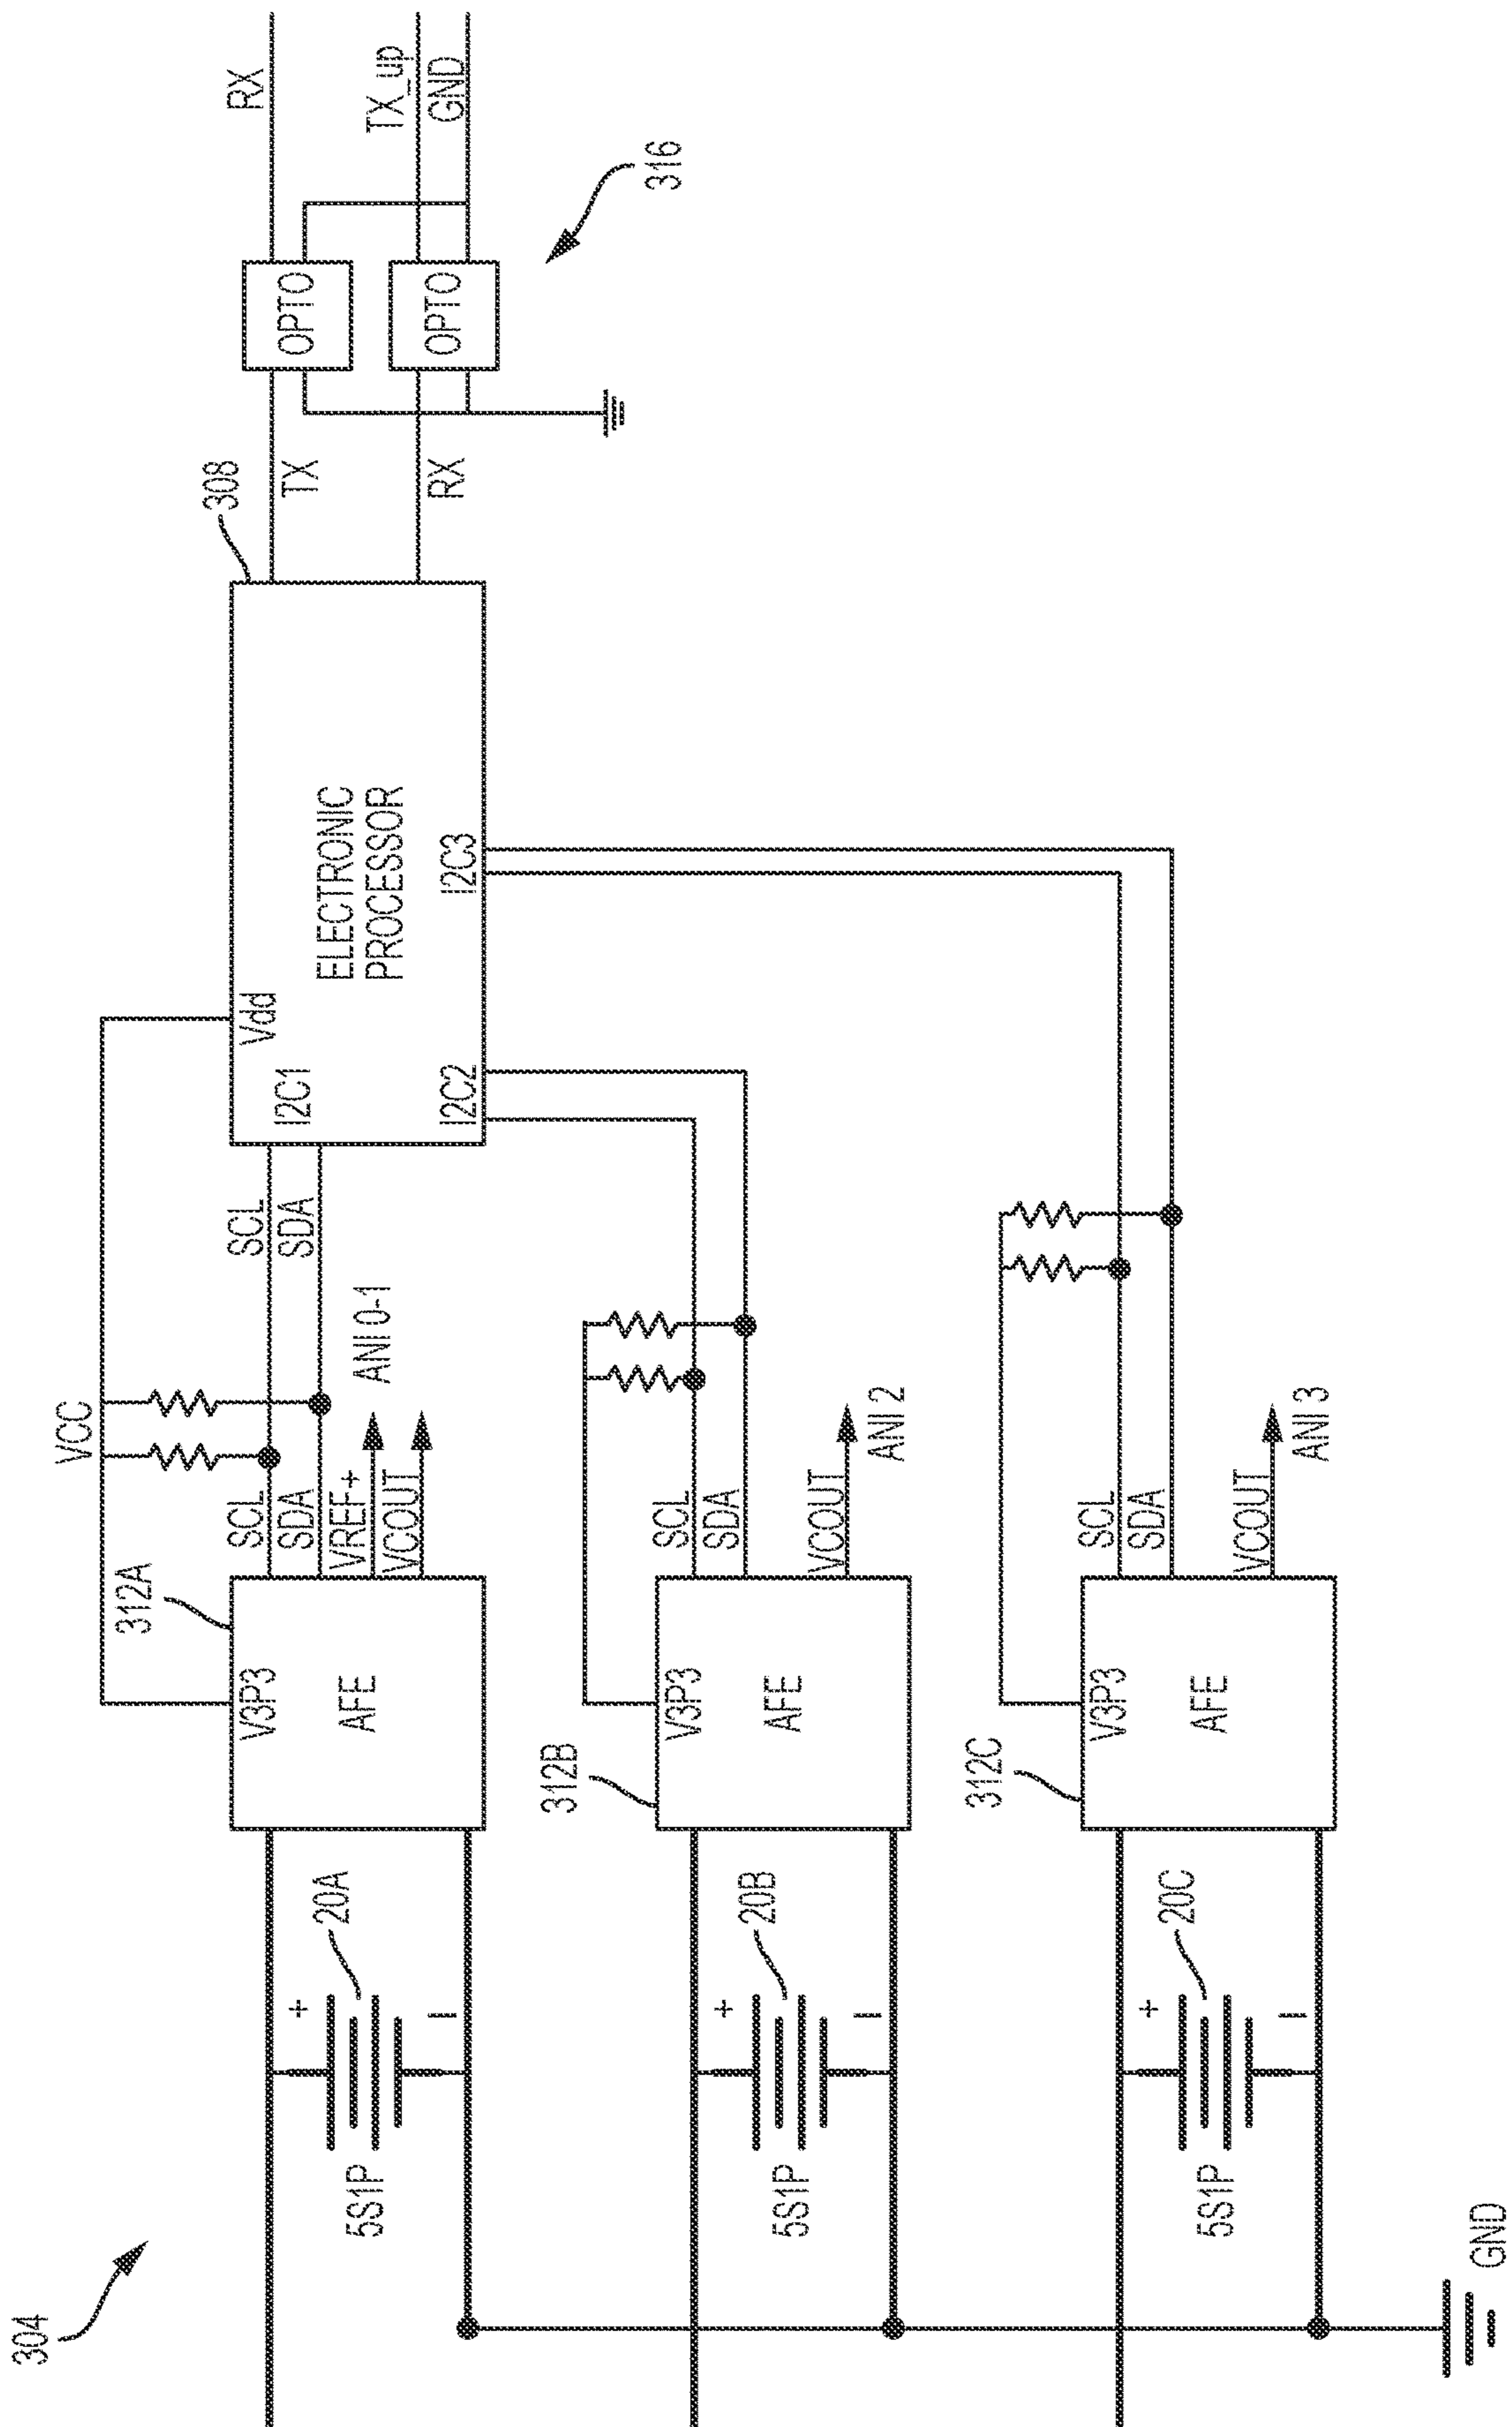 304
VCC
312A
V3P3
AFE
SCL
SDA
VREF+
VCOUT
ANI 0-1
SCL
SDA
I2C1
Vdd
ELECTRONIC
PROCESSOR
I2C2
I2C3
308
TX
RX
OPTO
OPTO
RX
TX_up
GND
316
+
20A
5S1P
–
312B
V3P3
AFE
SCL
SDA
VCOUT
ANI 2
+
20B
5S1P
–
312C
V3P3
AFE
SCL
SDA
VCOUT
ANI 3
+
20C
5S1P
–
GND